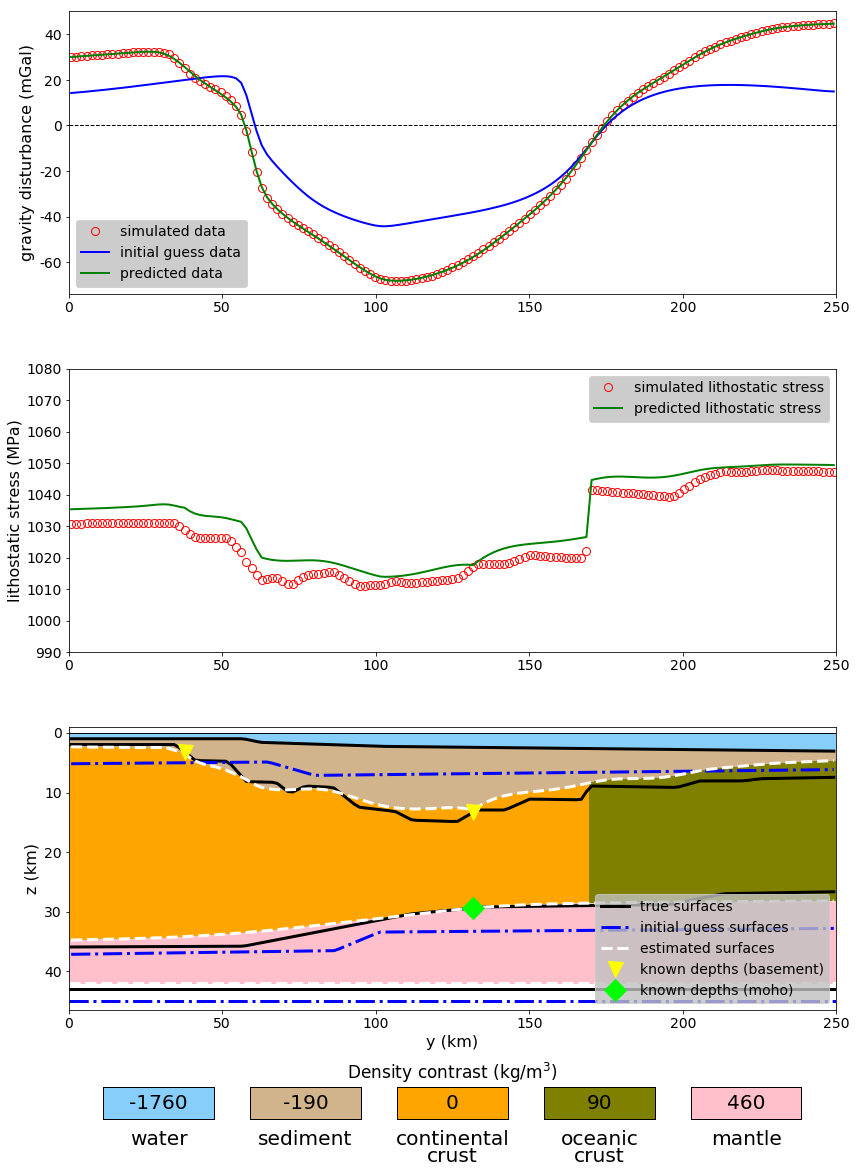 gravity disturbance (mGal)
40
20
0
-20
-40
-60
simulated data
initial guess data
predicted data
0 50 100 150 200 250
lithostatic stress (MPa)
1080
1070
1060
1050
1040
1030
1020
1010
1000
990
simulated lithostatic stress
predicted lithostatic stress
0 50 100 150 200 250
z (km)
0
10
20
30
40
true surfaces
initial guess surfaces
estimated surfaces
known depths (basement)
known depths (moho)
0 50 100 150 200 250
y (km)
Density contrast (kg/m³)
-1760 -190 0 90 460
water sediment continental oceanic mantle
crust crust